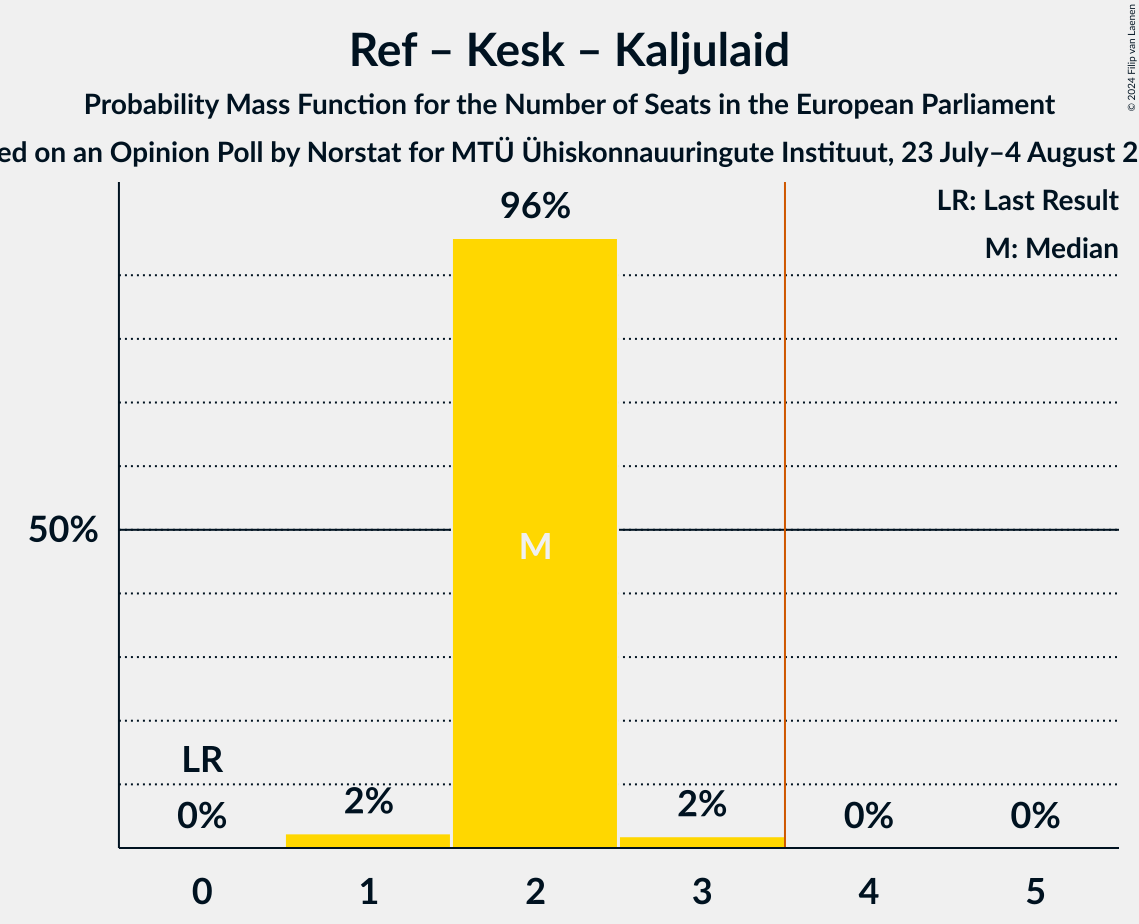 Ref – Kesk – Kaljulaid
Probability Mass Function for the Number of Seats in the European Parliament
ed on an Opinion Poll by Norstat for MTÜ Ühiskonnauuringute Instituut, 23 July–4 August 2
© 2024 Filip van Laenen
LR: Last Result
M: Median
96%
50%
M
LR
0%
2%
2%
0%
0%
0
1
2
3
4
5